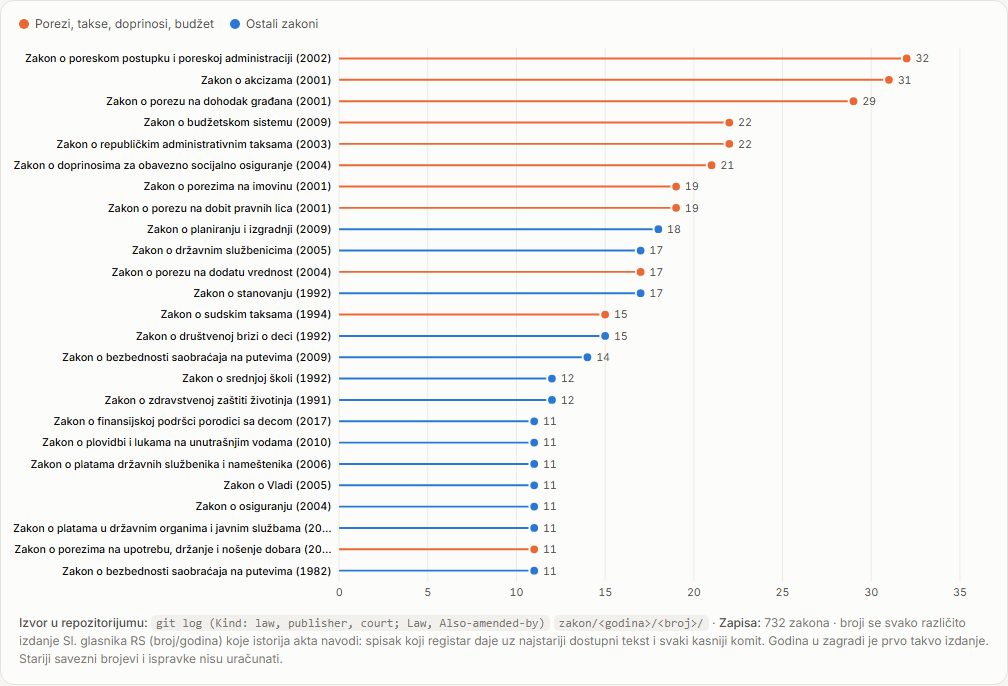 Porezi, takse, doprinosi, budžet Ostali zakoni
Zakon o poreskom postupku i poreskoj administraciji (2002) 32
Zakon o akcizama (2001) 31
Zakon o porezu na dohodak građana (2001) 29
Zakon o budžetskom sistemu (2009) 22
Zakon o republičkim administrativnim taksama (2003) 22
Zakon o doprinosima za obavezno socijalno osiguranje (2004) 21
Zakon o porezima na imovinu (2001) 19
Zakon o porezu na dobit pravnih lica (2001) 19
Zakon o planiranju i izgradnji (2009) 18
Zakon o državnim službenicima (2005) 17
Zakon o porezu na dodatu vrednost (2004) 17
Zakon o stanovanju (1992) 17
Zakon o sudskim taksama (1994) 15
Zakon o društvenoj brizi o deci (1992) 15
Zakon o bezbednosti saobraćaja na putevima (2009) 14
Zakon o srednjoj školi (1992) 12
Zakon o zdravstvenoj zaštiti životinja (1991) 12
Zakon o finansijskoj podršci porodici sa decom (2017) 11
Zakon o plovidbi i lukama na unutrašnjim vodama (2010) 11
Zakon o platama državnih službenika i nameštenika (2006) 11
Zakon o Vladi (2005) 11
Zakon o osiguranju (2004) 11
Zakon o platama u državnim organima i javnim službama (20... 11
Zakon o porezima na upotrebu, držanje i nošenje dobara (20... 11
Zakon o bezbednosti saobraćaja na putevima (1982) 11
0 5 10 15 20 25 30 35
Izvor u repozitorijumu: git log (Kind: law, publisher, court; Law, Also-amended-by) zakon/<godina>/<broj>/ · Zapisa: 732 zakona · broji se svako različito
izdanje Sl. glasnika RS (broj/godina) koje istorija akta navodi: spisak koji registar daje uz najstariji dostupni tekst i svaki kasniji komit. Godina u zagradi je prvo takvo izdanje.
Stariji savezni brojevi i ispravke nisu uračunati.